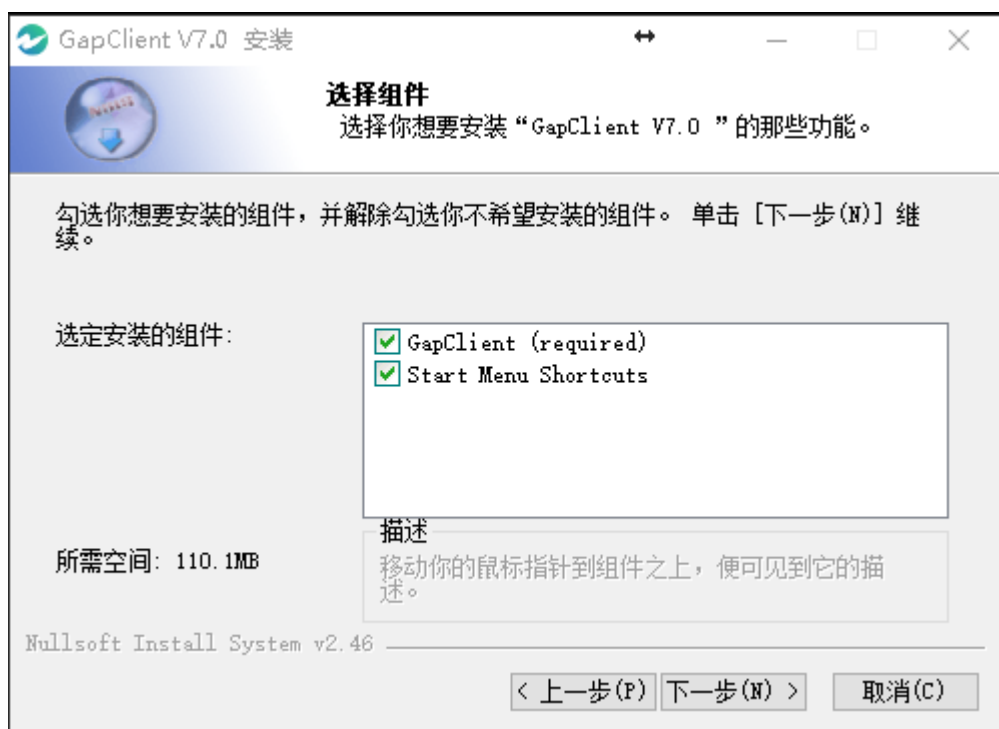 GapClient V7.0 安装
选择组件
选择你想要安装“GapClient V7.0 ”的那些功能。
勾选你想要安装的组件，并解除勾选你不希望安装的组件。 单击 [下一步(N)] 继
续。
选定安装的组件:
GapClient (required)
Start Menu Shortcuts
描述
所需空间: 110.1MB
移动你的鼠标指针到组件之上，便可见到它的描
述。
Nullsoft Install System v2.46
< 上一步(P)
下一步(N) >
取消(C)